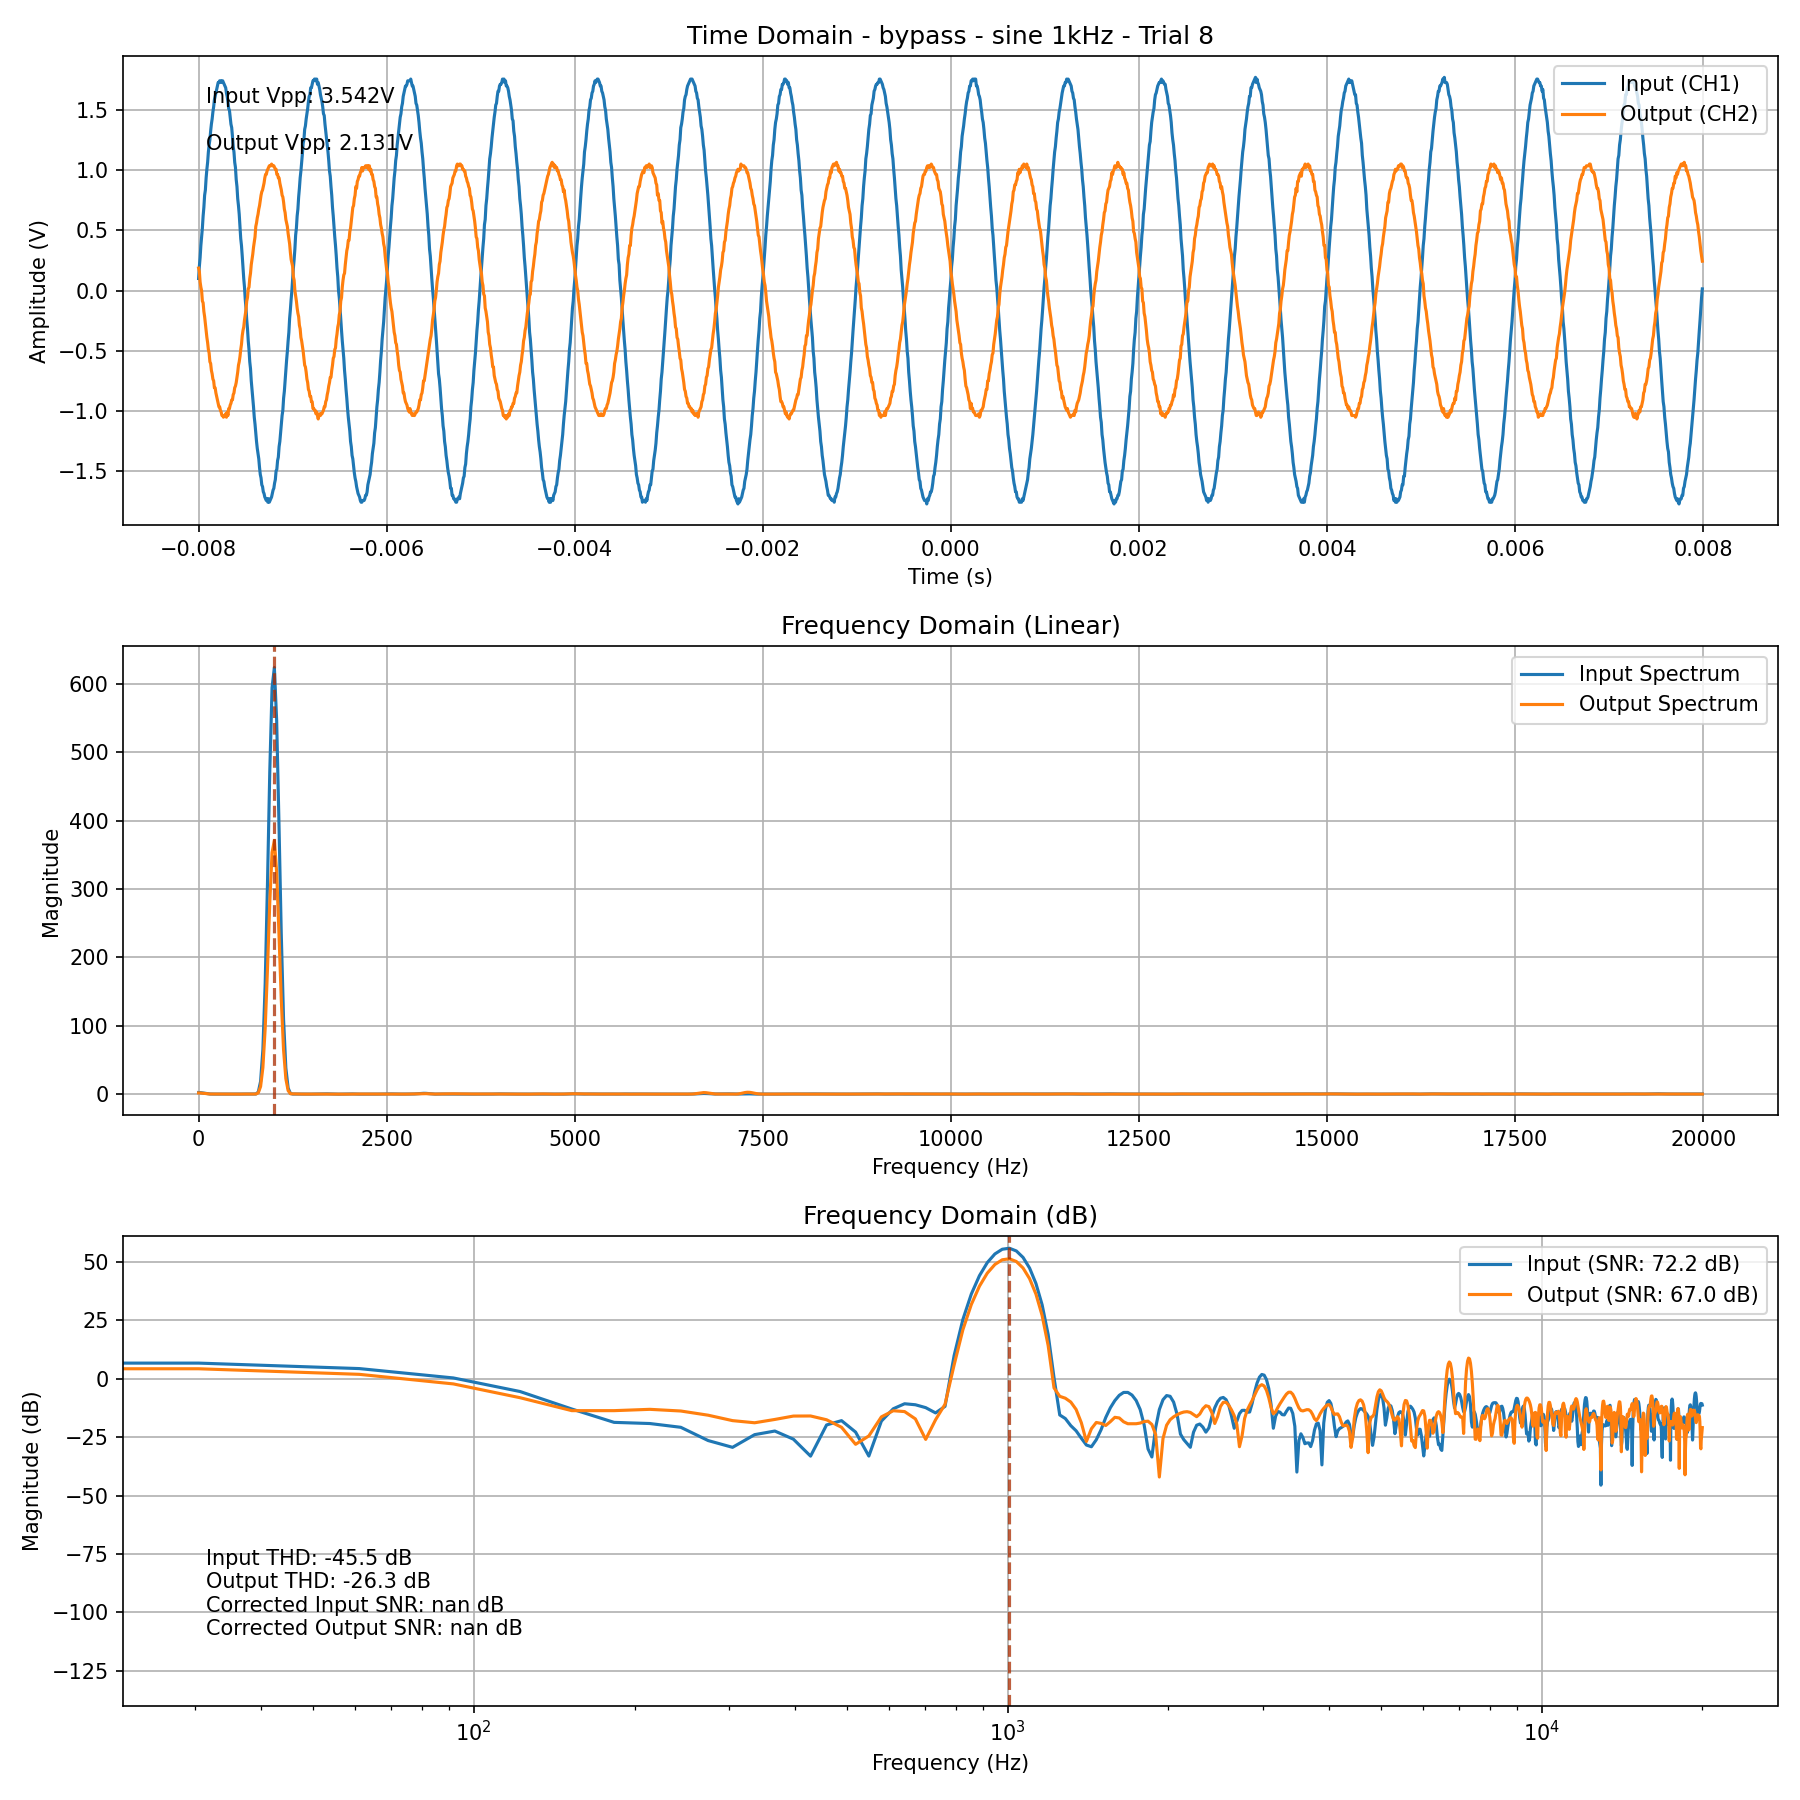 Time Domain - bypass - sine 1kHz - Trial 8
Input Vpp: 3.542V
Output Vpp: 2.131V
Input (CH1)
Output (CH2)
1.5
1.0
0.5
0.0
−0.5
−1.0
−1.5
Amplitude (V)
−0.008 −0.006 −0.004 −0.002 0.000 0.002 0.004 0.006 0.008
Time (s)
Frequency Domain (Linear)
Input Spectrum
Output Spectrum
600
500
400
300
200
100
0
Magnitude
0 2500 5000 7500 10000 12500 15000 17500 20000
Frequency (Hz)
Frequency Domain (dB)
Input (SNR: 72.2 dB)
Output (SNR: 67.0 dB)
50
25
0
−25
−50
−75
−100
−125
Magnitude (dB)
Input THD: -45.5 dB
Output THD: -26.3 dB
Corrected Input SNR: nan dB
Corrected Output SNR: nan dB
10² 10³ 10⁴
Frequency (Hz)